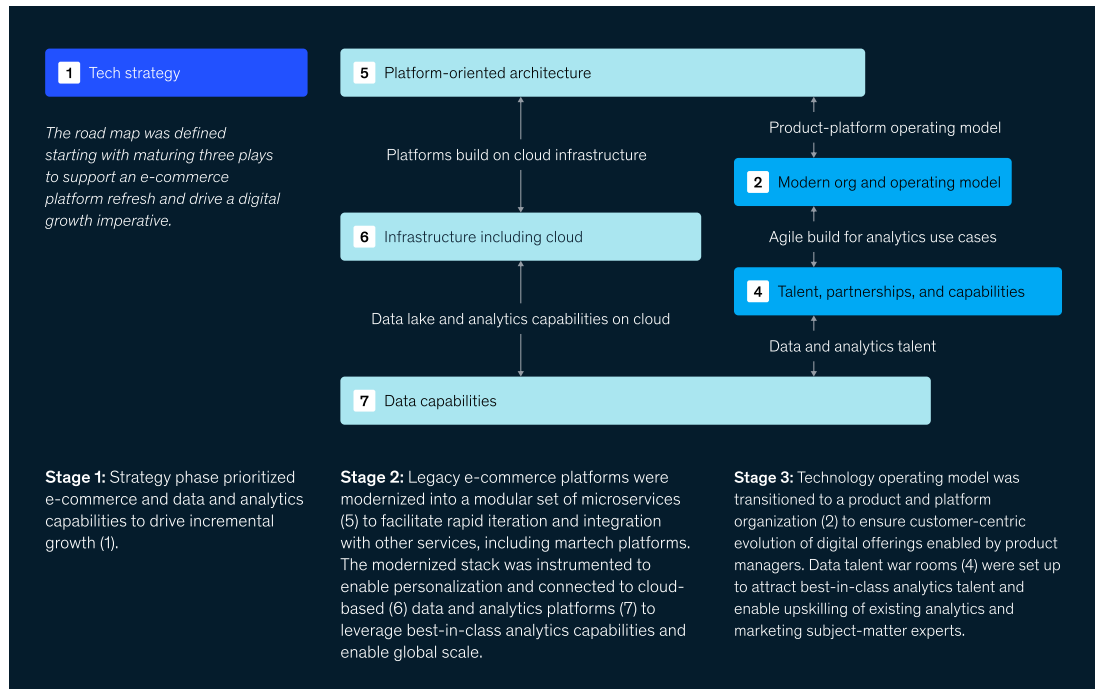 1 Tech strategy
The road map was defined
starting with maturing three plays
to support an e-commerce
platform refresh and drive a digital
growth imperative.
5 Platform-oriented architecture
Platforms build on cloud infrastructure
6 Infrastructure including cloud
Data lake and analytics capabilities on cloud
7 Data capabilities
Product-platform operating model
2 Modern org and operating model
Agile build for analytics use cases
4 Talent, partnerships, and capabilities
Data and analytics talent
Stage 1: Strategy phase prioritized
e-commerce and data and analytics
capabilities to drive incremental
growth (1).
Stage 2: Legacy e-commerce platforms were
modernized into a modular set of microservices
(5) to facilitate rapid iteration and integration
with other services, including martech platforms.
The modernized stack was instrumented to
enable personalization and connected to cloud-
based (6) data and analytics platforms (7) to
leverage best-in-class analytics capabilities and
enable global scale.
Stage 3: Technology operating model was
transitioned to a product and platform
organization (2) to ensure customer-centric
evolution of digital offerings enabled by product
managers. Data talent war rooms (4) were set up
to attract best-in-class analytics talent and
enable upskilling of existing analytics and
marketing subject-matter experts.